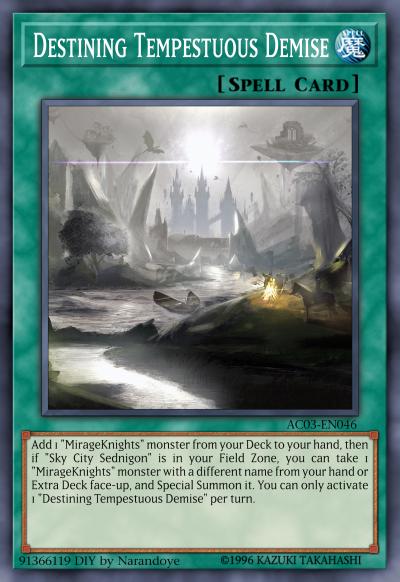 DESTINING TEMPESTUOUS DEMISE
SPELL
魔
[SPELL CARD]
AC03-EN046
Add 1 "MirageKnights" monster from your Deck to your hand, then
if "Sky City Sednigon" is in your Field Zone, you can take 1
"MirageKnights" monster with a different name from your hand or
Extra Deck face-up, and Special Summon it. You can only activate
1 "Destining Tempestuous Demise" per turn.
91366119 DIY by Narandoye
©1996 KAZUKI TAKAHASHI